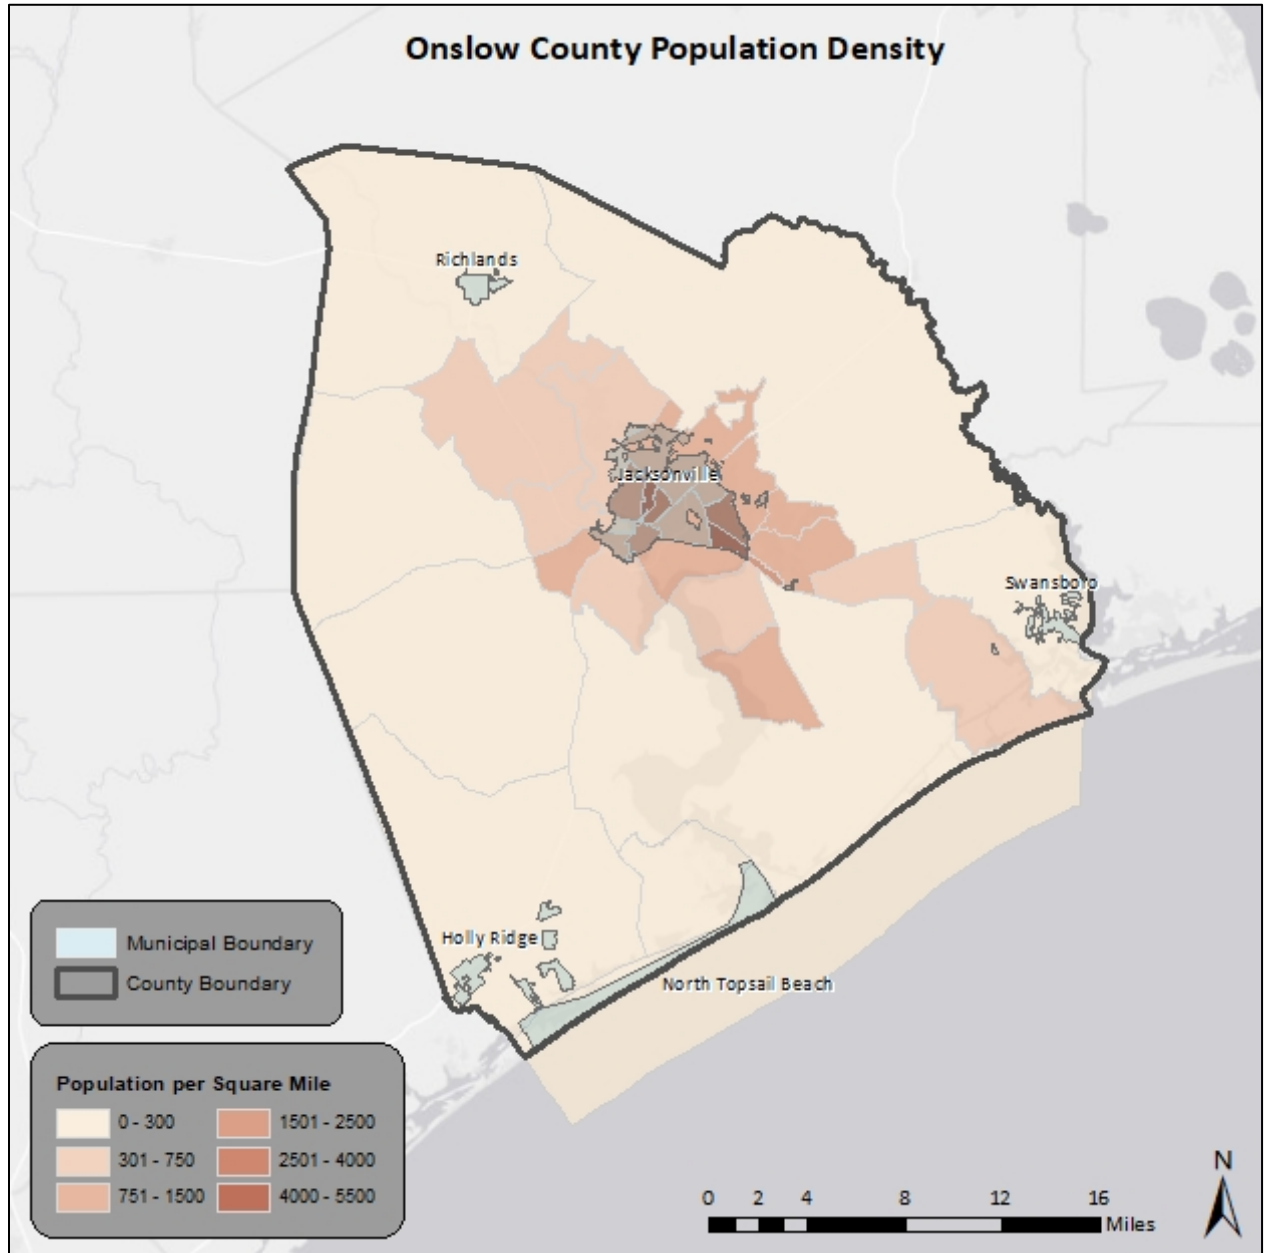 Onslow County Population Density
Richlands
Jacksonville
Swansboro
Holly Ridge
North Topsail Beach
Municipal Boundary
County Boundary
Population per Square Mile
0 - 300
1501 - 2500
301 - 750
2501 - 4000
751 - 1500
4000 - 5500
N
0 2 4 8 12 16
Miles